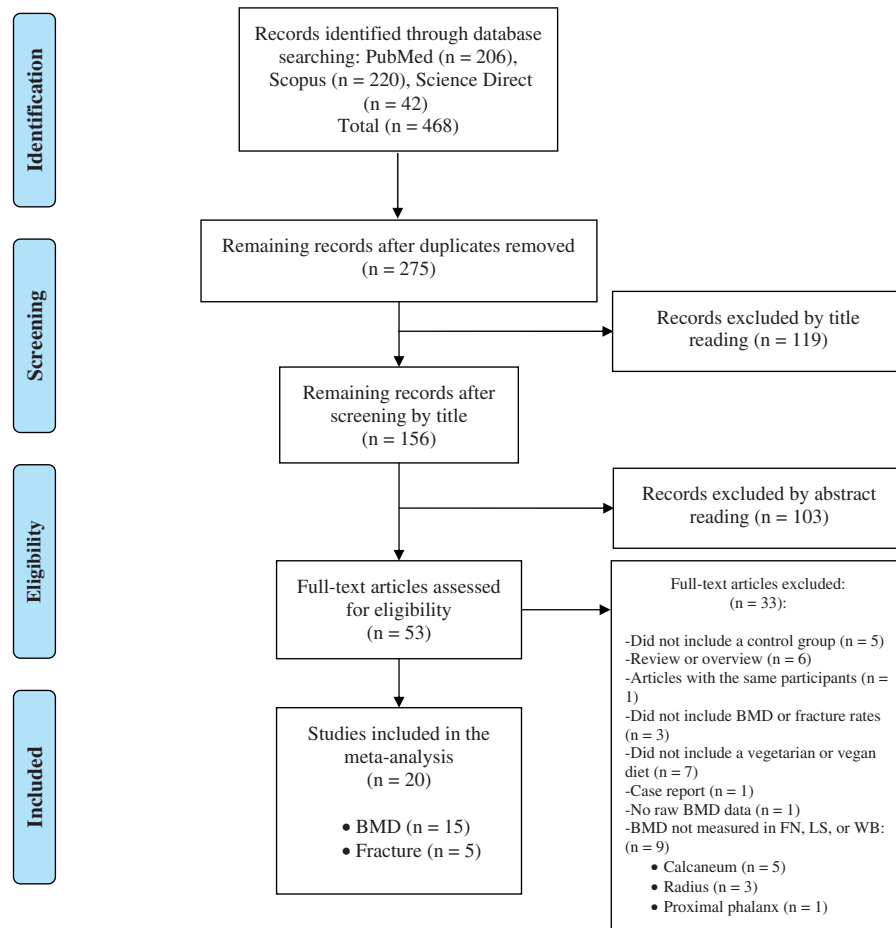 Identification
Records identified through database
searching: PubMed (n = 206),
Scopus (n = 220), Science Direct
(n = 42)
Total (n = 468)
Screening
Remaining records after duplicates removed
(n = 275)
Records excluded by title
reading (n = 119)
Remaining records after
screening by title
(n = 156)
Eligibility
Records excluded by abstract
reading (n = 103)
Full-text articles assessed
for eligibility
(n = 53)
Full-text articles excluded:
(n = 33):
-Did not include a control group (n = 5)
-Review or overview (n = 6)
-Articles with the same participants (n =
1)
-Did not include BMD or fracture rates
(n = 3)
-Did not include a vegetarian or vegan
diet (n = 7)
-Case report (n = 1)
-No raw BMD data (n = 1)
-BMD not measured in FN, LS, or WB:
(n = 9)
• Calcaneum (n = 5)
• Radius (n = 3)
• Proximal phalanx (n = 1)
Included
Studies included in the
meta-analysis
(n = 20)
• BMD (n = 15)
• Fracture (n = 5)